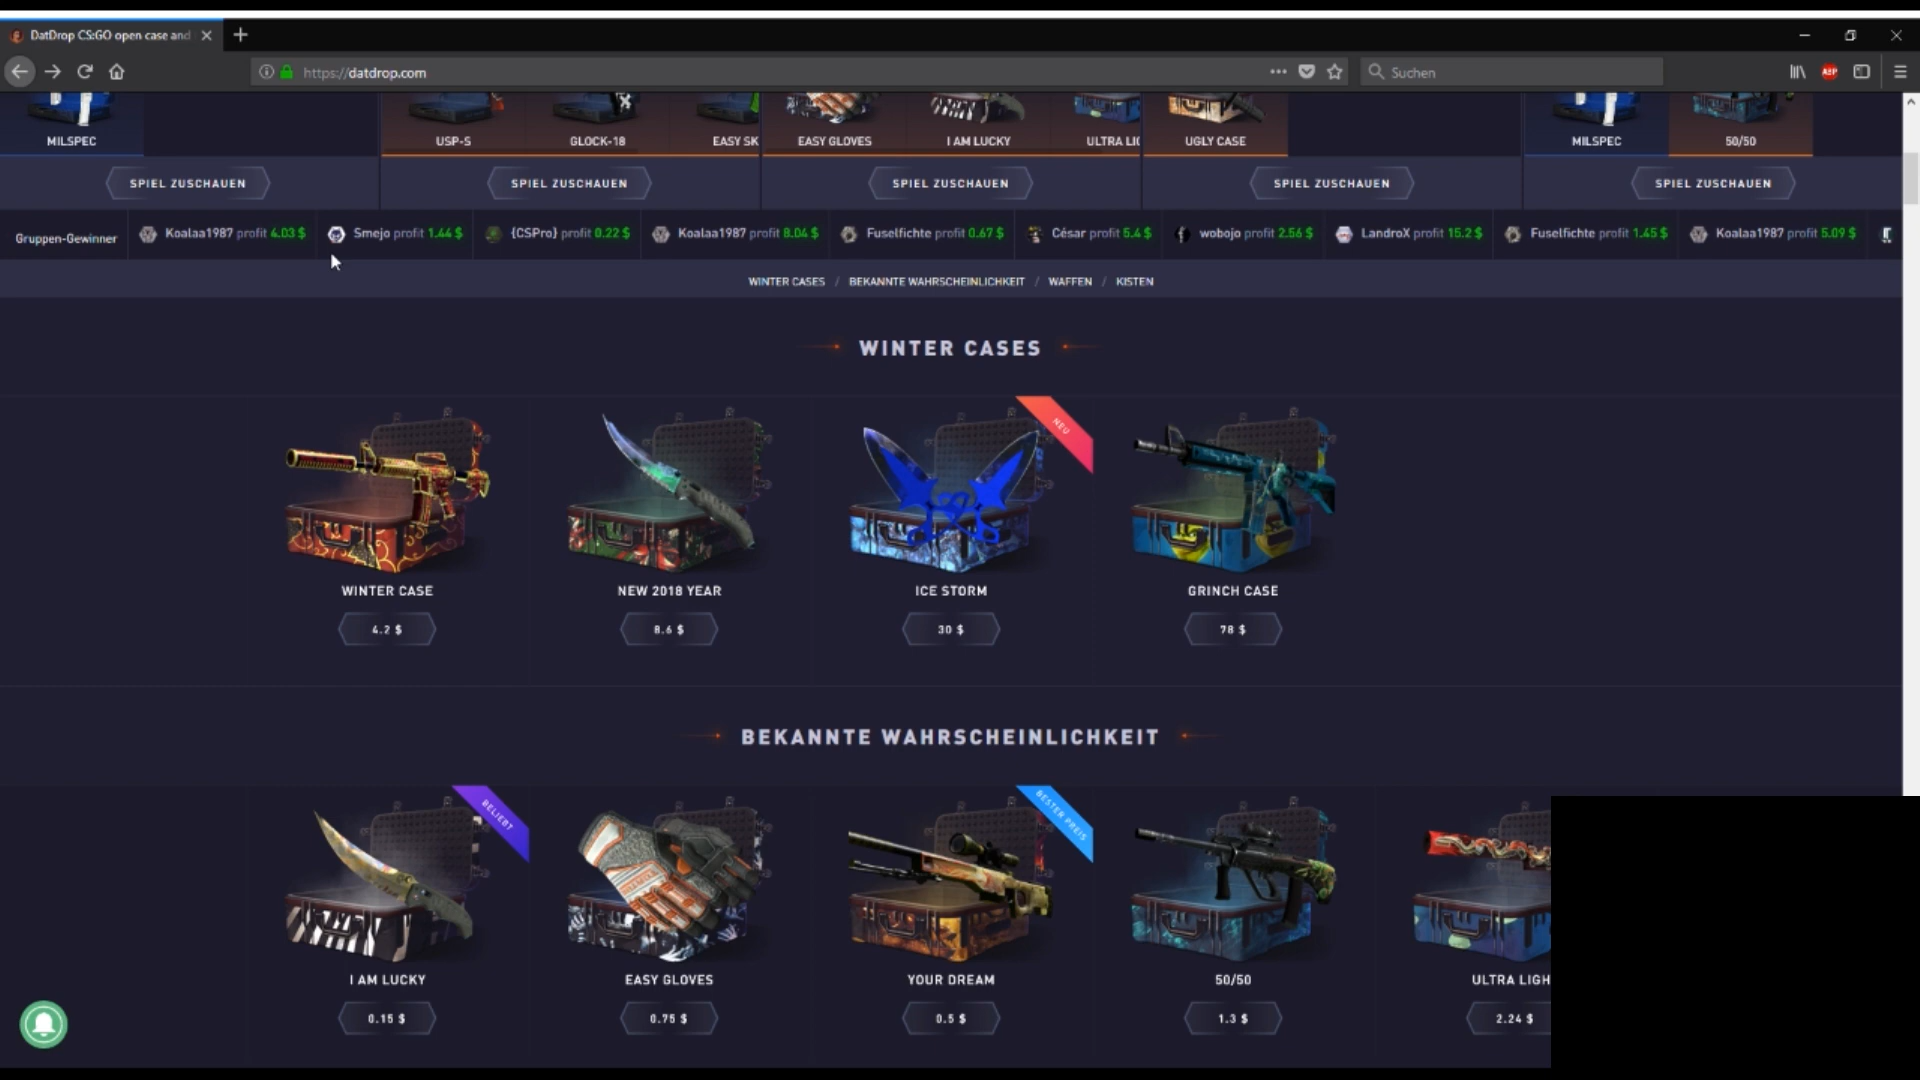 DatDrop CS:GO open case and
https://datdrop.com
Suchen
MILSPEC
USP-S
GLOCK-18
EASY SK
EASY GLOVES
I AM LUCKY
ULTRA LI
UGLY CASE
MILSPEC
50/50
SPIEL ZUSCHAUEN
SPIEL ZUSCHAUEN
SPIEL ZUSCHAUEN
SPIEL ZUSCHAUEN
SPIEL ZUSCHAUEN
Gruppen-Gewinner
Koalaa1987 profit 4.03 $
Smejo profit 1.44 $
{CSPro} profit 0.22 $
Koalaa1987 profit 8.04 $
Fuselfichte profit 0.67 $
César profit 5.4 $
wobojo profit 2.56 $
LandroX profit 15.2 $
Fuselfichte profit 1.45 $
Koalaa1987 profit 5.09 $
WINTER CASES / BEKANNTE WAHRSCHEINLICHKEIT / WAFFEN / KISTEN
WINTER CASES
NEU
WINTER CASE
NEW 2018 YEAR
ICE STORM
GRINCH CASE
4.2 $
8.6 $
30 $
78 $
BEKANNTE WAHRSCHEINLICHKEIT
BELIEBT
BESTER PREIS
I AM LUCKY
EASY GLOVES
YOUR DREAM
50/50
ULTRA LIGH
0.15 $
0.75 $
0.5 $
1.3 $
2.24 $